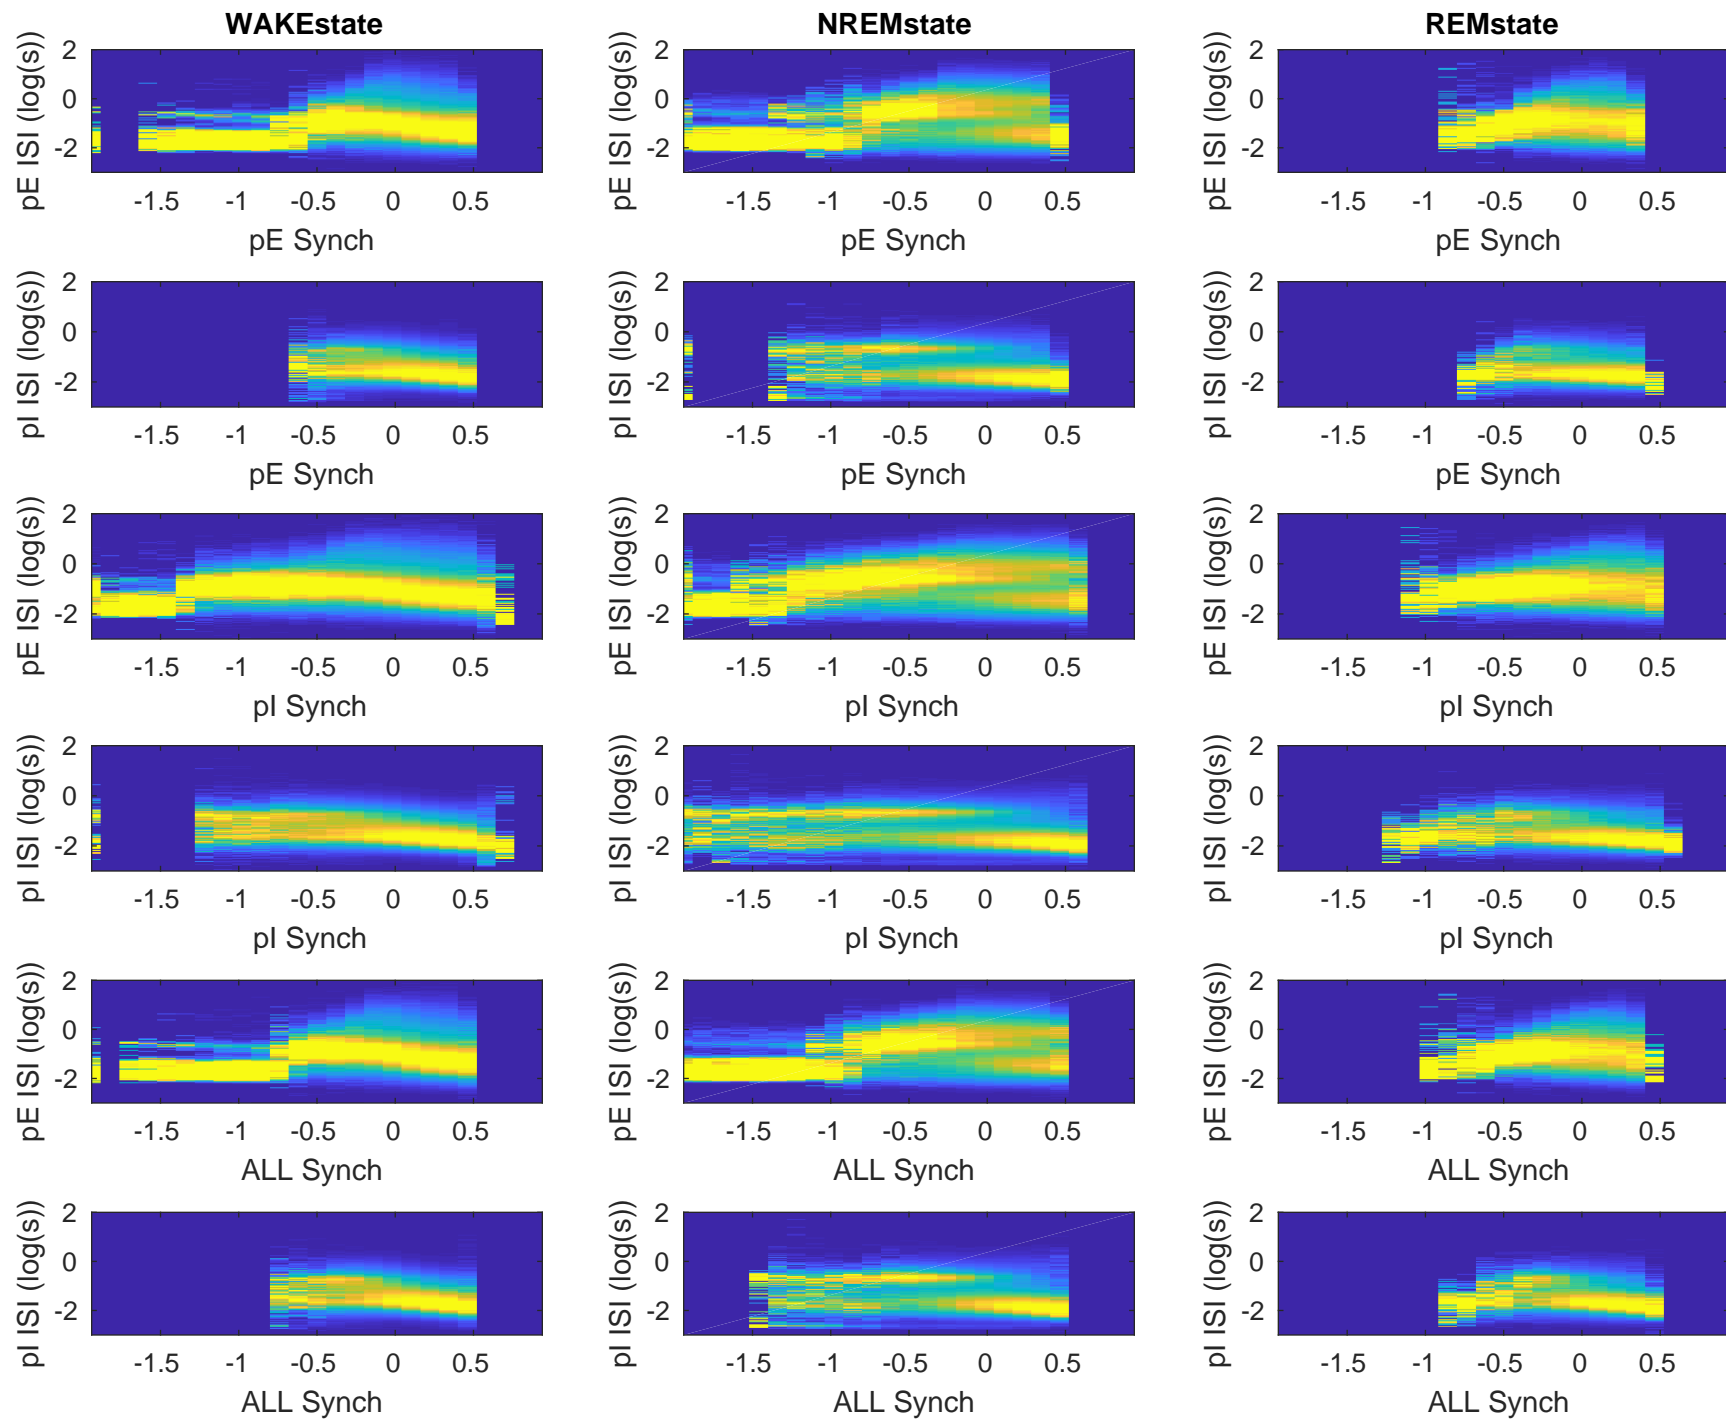 WAKEstate NREMstate REMstate
pE ISI (log(s)) 2 0 -2 pE ISI (log(s)) 2 0 -2 pE ISI (log(s)) 2 0 -2
-1.5 -1 -0.5 0 0.5 -1.5 -1 -0.5 0 0.5 -1.5 -1 -0.5 0 0.5
pE Synch pE Synch pE Synch
pI ISI (log(s)) 2 0 -2 pI ISI (log(s)) 2 0 -2 pI ISI (log(s)) 2 0 -2
-1.5 -1 -0.5 0 0.5 -1.5 -1 -0.5 0 0.5 -1.5 -1 -0.5 0 0.5
pE Synch pE Synch pE Synch
pE ISI (log(s)) 2 0 -2 pE ISI (log(s)) 2 0 -2 pE ISI (log(s)) 2 0 -2
-1.5 -1 -0.5 0 0.5 -1.5 -1 -0.5 0 0.5 -1.5 -1 -0.5 0 0.5
pI Synch pI Synch pI Synch
pI ISI (log(s)) 2 0 -2 pI ISI (log(s)) 2 0 -2 pI ISI (log(s)) 2 0 -2
-1.5 -1 -0.5 0 0.5 -1.5 -1 -0.5 0 0.5 -1.5 -1 -0.5 0 0.5
pI Synch pI Synch pI Synch
pE ISI (log(s)) 2 0 -2 pE ISI (log(s)) 2 0 -2 pE ISI (log(s)) 2 0 -2
-1.5 -1 -0.5 0 0.5 -1.5 -1 -0.5 0 0.5 -1.5 -1 -0.5 0 0.5
ALL Synch ALL Synch ALL Synch
pI ISI (log(s)) 2 0 -2 pI ISI (log(s)) 2 0 -2 pI ISI (log(s)) 2 0 -2
-1.5 -1 -0.5 0 0.5 -1.5 -1 -0.5 0 0.5 -1.5 -1 -0.5 0 0.5
ALL Synch ALL Synch ALL Synch